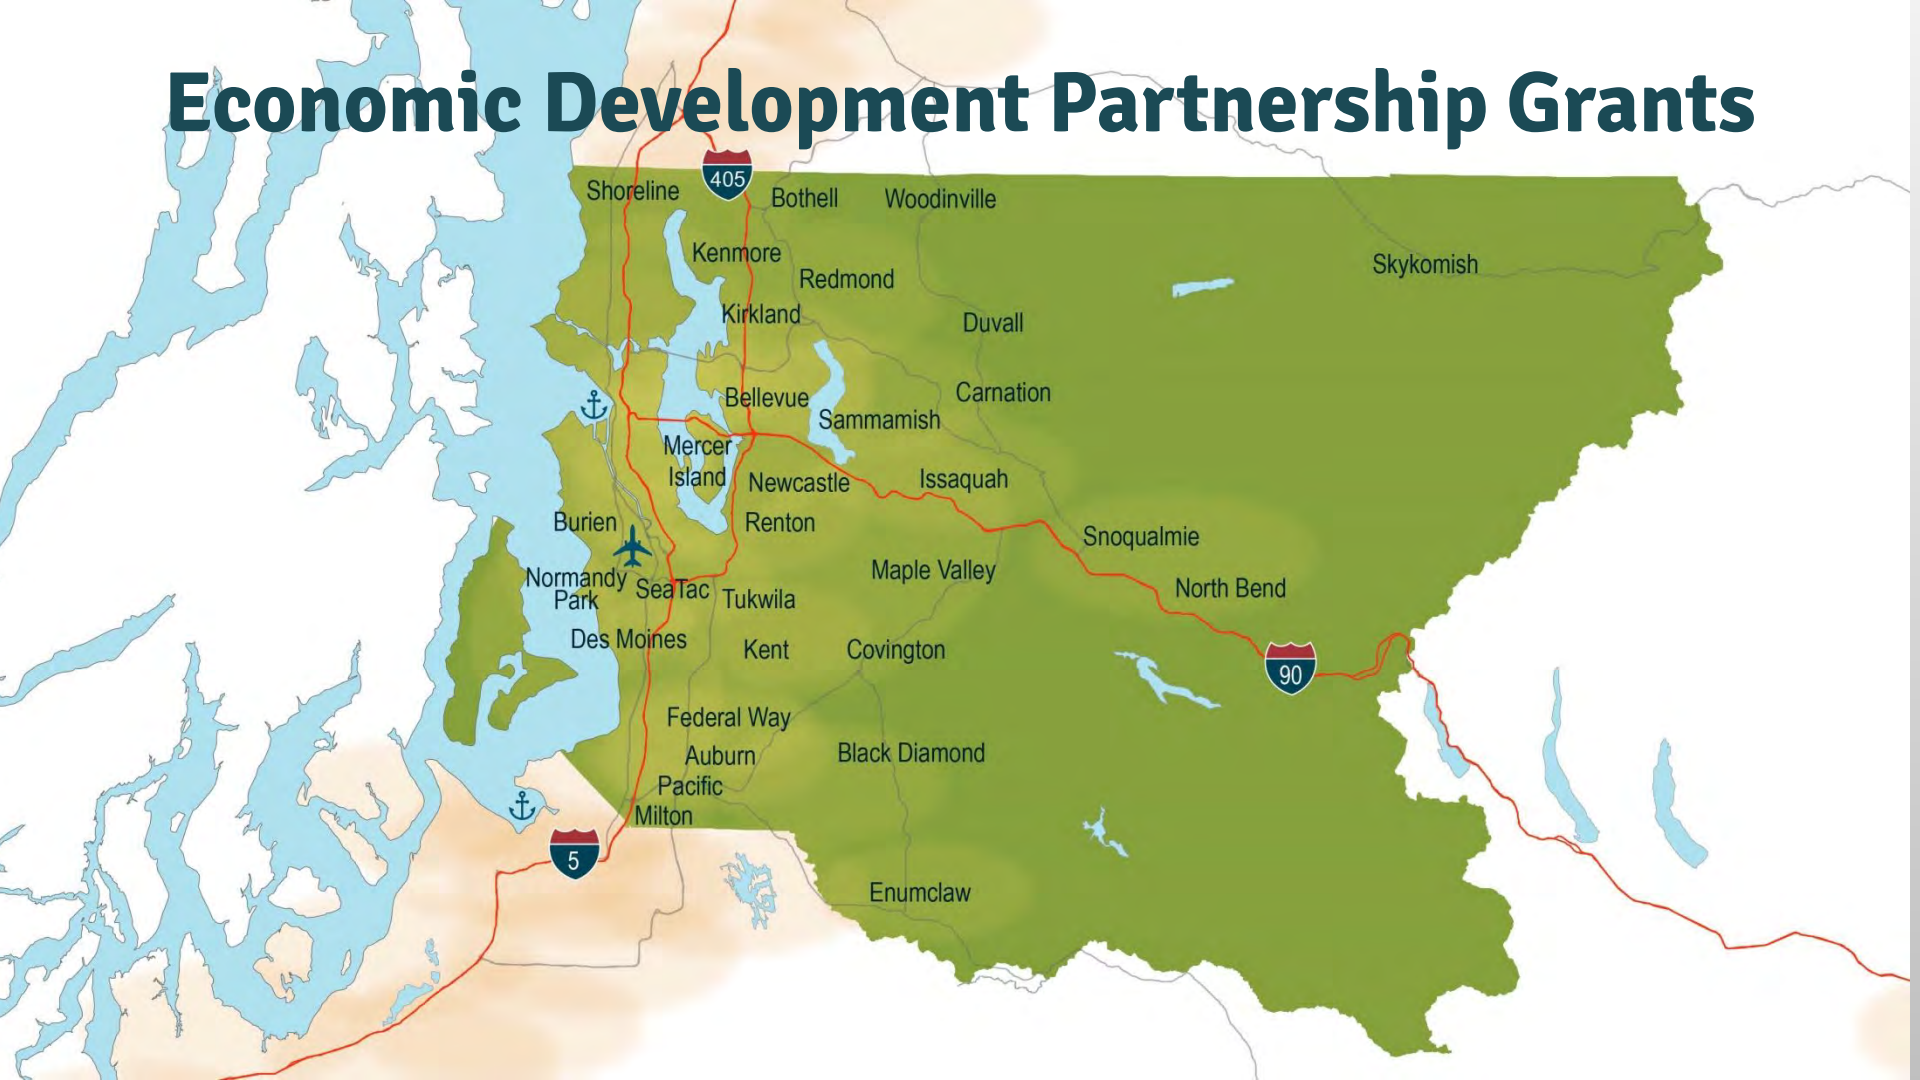 Economic Development Partnership Grants
405
Shoreline
Bothell
Woodinville
Kenmore
Redmond
Skykomish
Kirkland
Duvall
Bellevue
Carnation
Sammamish
Mercer
Island
Newcastle
Issaquah
Burien
Renton
Snoqualmie
Normandy
Park
SeaTac
Tukwila
Maple Valley
North Bend
Des Moines
Kent
Covington
90
Federal Way
Auburn
Black Diamond
Pacific
Milton
5
Enumclaw